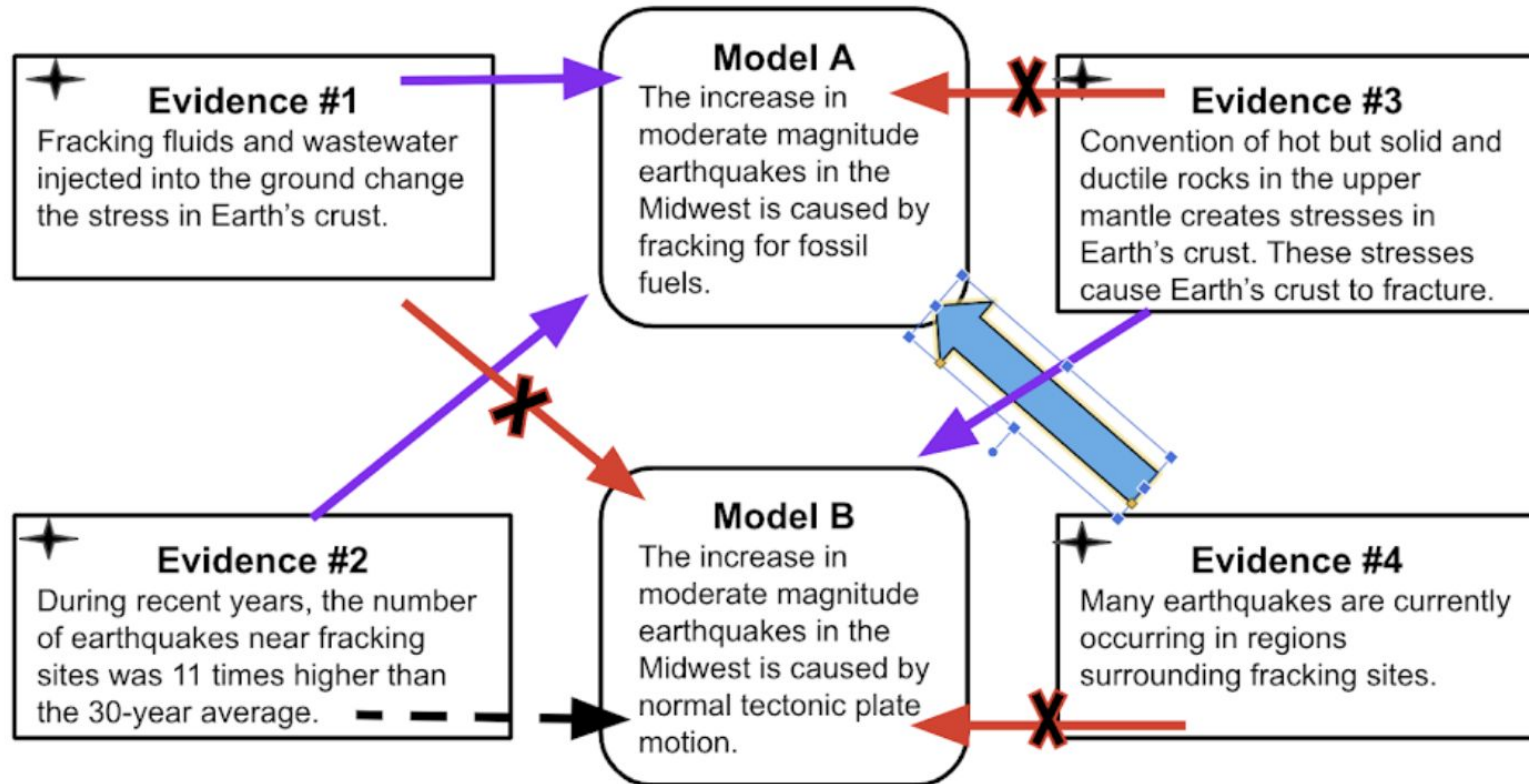 Evidence #1
Fracking fluids and wastewater
injected into the ground change
the stress in Earth's crust.
Model A
The increase in
moderate magnitude
earthquakes in the
Midwest is caused by
fracking for fossil
fuels.
Evidence #3
Convention of hot but solid and
ductile rocks in the upper
mantle creates stresses in
Earth's crust. These stresses
cause Earth's crust to fracture.
Evidence #2
During recent years, the number
of earthquakes near fracking
sites was 11 times higher than
the 30-year average.
Model B
The increase in
moderate magnitude
earthquakes in the
Midwest is caused by
normal tectonic plate
motion.
Evidence #4
Many earthquakes are currently
occurring in regions
surrounding fracking sites.